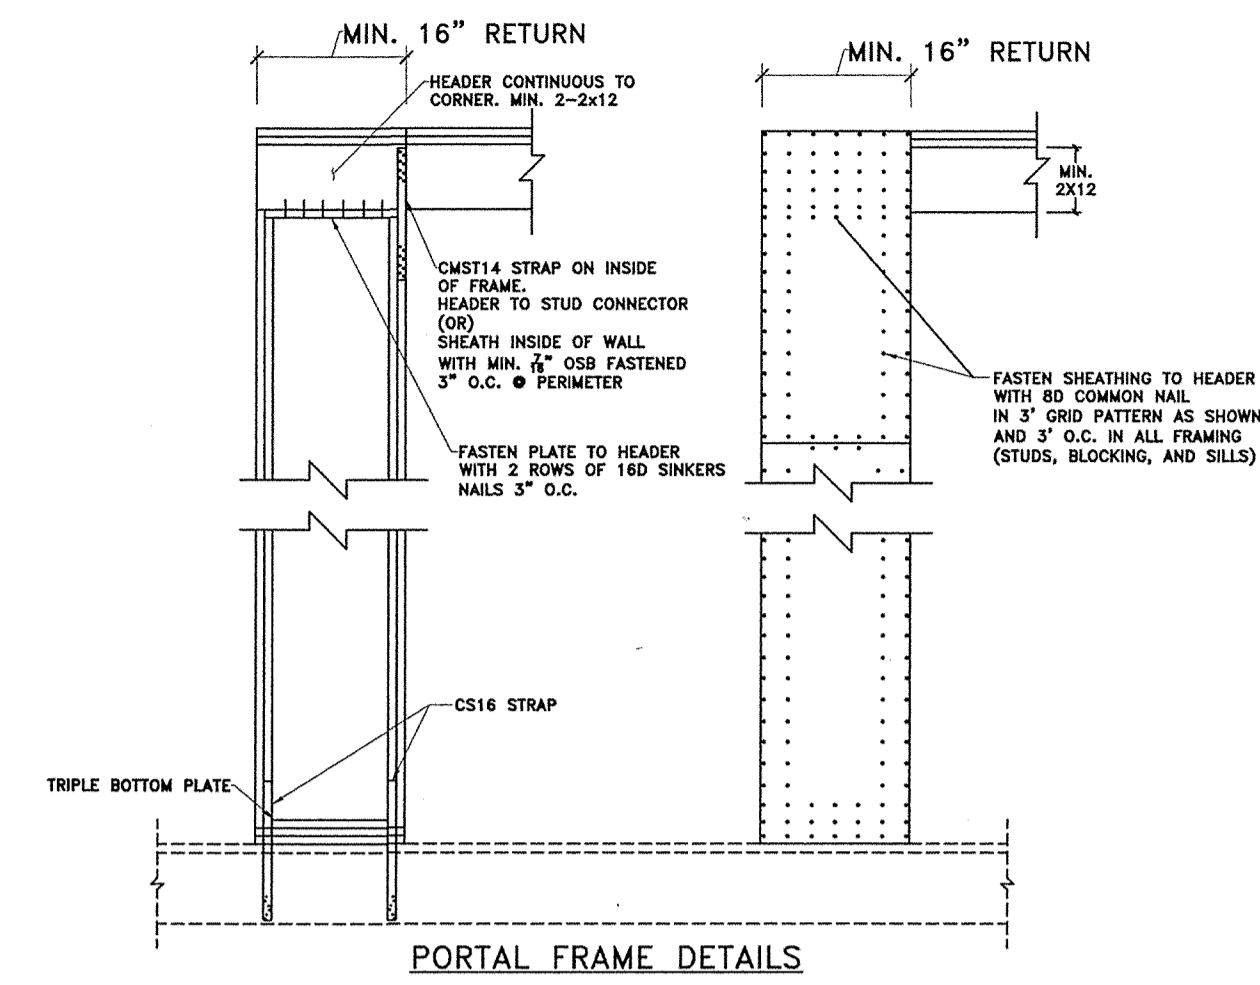 MIN. 16" RETURN
HEADER CONTINUOUS TO
CORNER. MIN. 2-2x12
CMST14 STRAP ON INSIDE
OF FRAME.
HEADER TO STUD CONNECTOR
(OR)
SHEATH INSIDE OF WALL
WITH MIN. 7/16" OSB FASTENED
3" O.C. @ PERIMETER
FASTEN PLATE TO HEADER
WITH 2 ROWS OF 16D SINKERS
NAILS 3" O.C.
CS16 STRAP
TRIPLE BOTTOM PLATE
MIN. 16" RETURN
MIN.
2X12
FASTEN SHEATHING TO HEADER
WITH 8D COMMON NAIL
IN 3' GRID PATTERN AS SHOWN
AND 3' O.C. IN ALL FRAMING
(STUDS, BLOCKING, AND SILLS)
PORTAL FRAME DETAILS